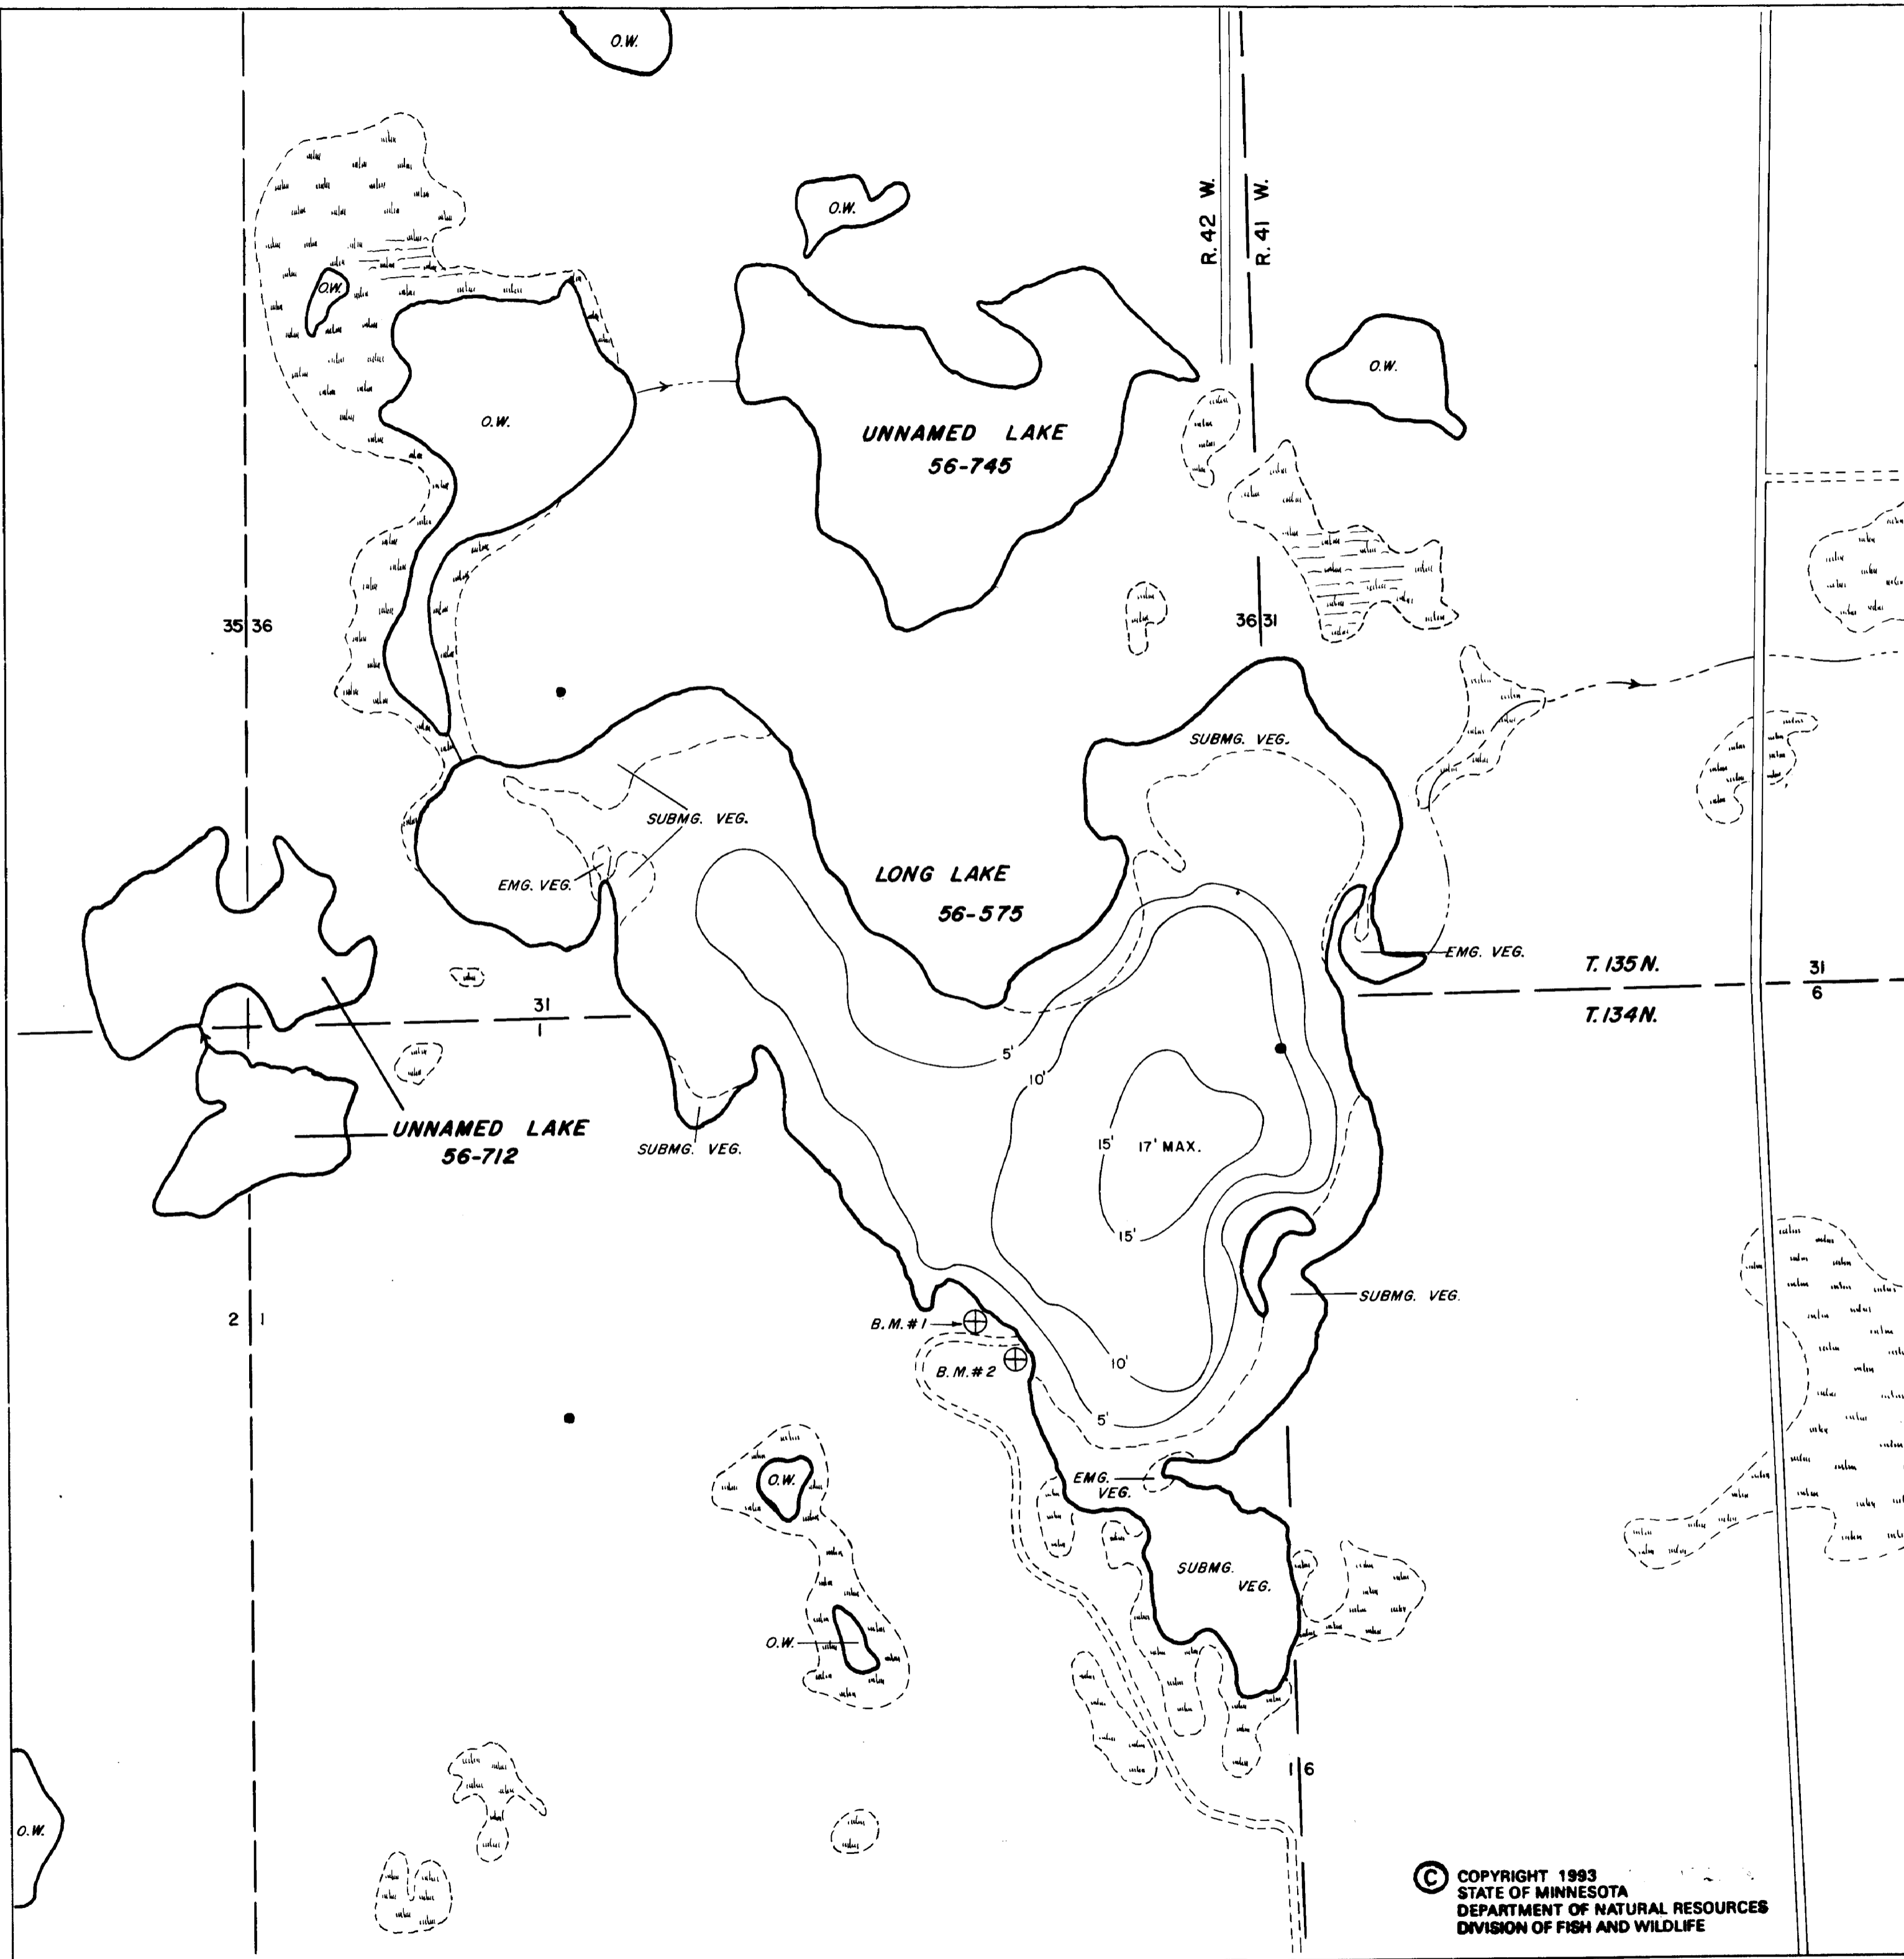 O.W.
O.W.
R. 42 W.
R. 41 W.
O.W.
O.W.
O.W.
UNNAMED LAKE
56-745
35 36
36 31
SUBMG. VEG.
SUBMG. VEG.
EMG. VEG.
LONG LAKE
56-575
EMG. VEG.
T. 135 N.
31
6
T. 134 N.
31
1
5'
10'
UNNAMED LAKE
56-712
SUBMG. VEG.
15'
17' MAX.
15'
SUBMG. VEG.
2 1
B.M. #1
B.M. #2
10'
5'
O.W.
EMG.
VEG.
SUBMG.
VEG.
O.W.
1 6
O.W.
© COPYRIGHT 1993
STATE OF MINNESOTA
DEPARTMENT OF NATURAL RESOURCES
DIVISION OF FISH AND WILDLIFE